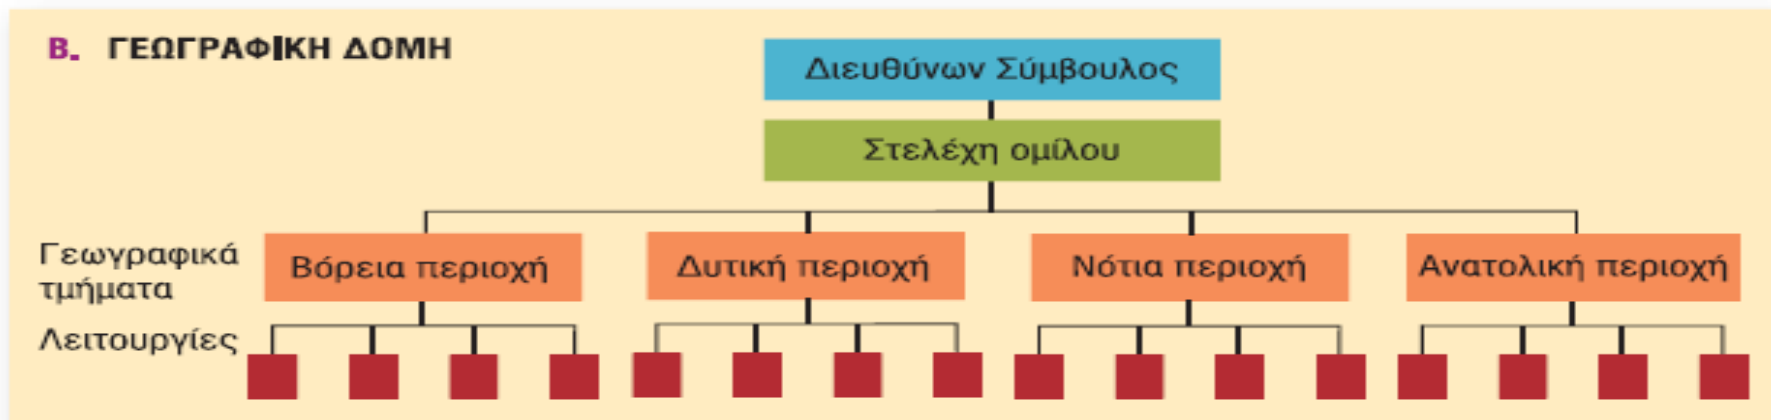 Β. ΓΕΩΓΡΑΦΙΚΗ ΔΟΜΗ
Διευθύνων Σύμβουλος
Στελέχη ομίλου
Γεωγραφικά
τμήματα
Βόρεια περιοχή
Δυτική περιοχή
Νότια περιοχή
Ανατολική περιοχή
Λειτουργίες